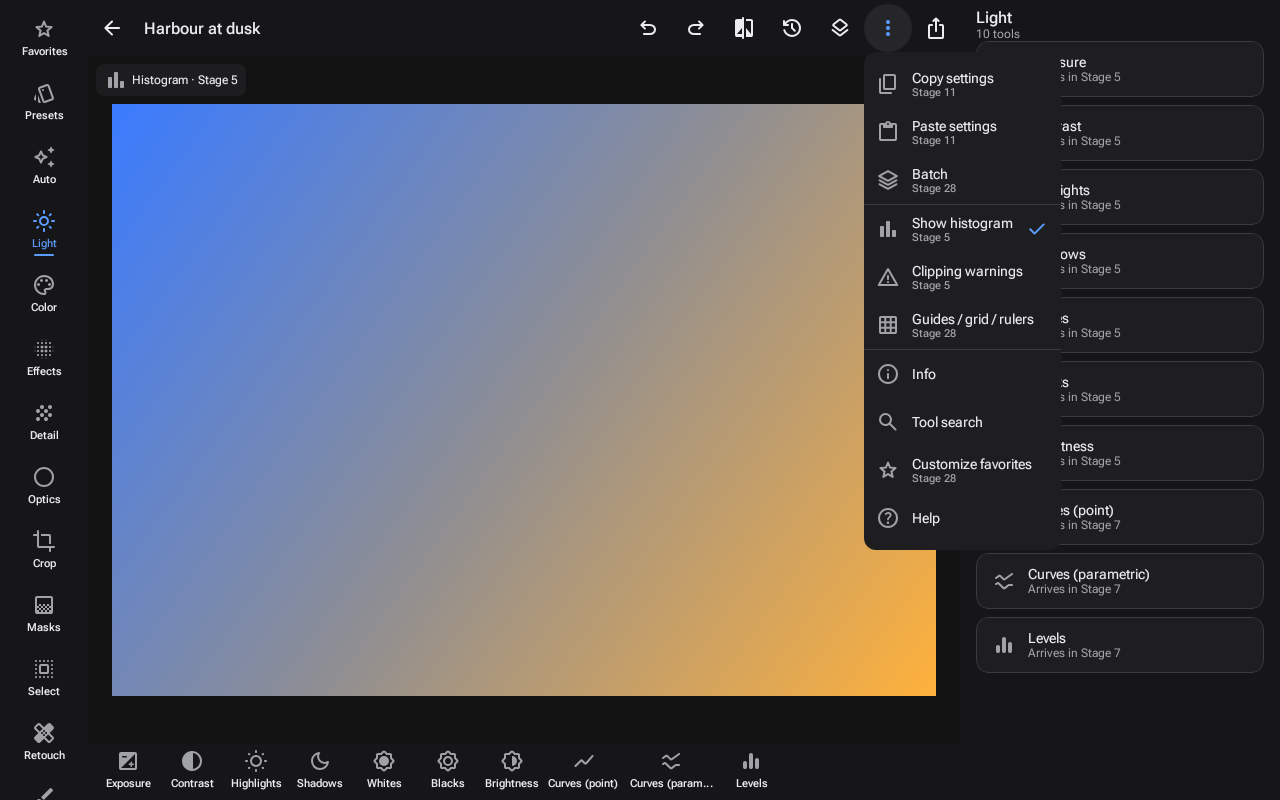 Favorites
Presets
Auto
Light
Color
Effects
Detail
Optics
Crop
Masks
Select
Retouch
Harbour at dusk
Histogram · Stage 5
Copy settings
Stage 11
Paste settings
Stage 11
Batch
Stage 28
Show histogram
Stage 5
Clipping warnings
Stage 5
Guides / grid / rulers
Stage 28
Info
Tool search
Customize favorites
Stage 28
Help
Light
10 tools
sure
s in Stage 5
rast
s in Stage 5
ights
s in Stage 5
ows
s in Stage 5
es
s in Stage 5
ts
s in Stage 5
tness
s in Stage 5
es (point)
s in Stage 7
Curves (parametric)
Arrives in Stage 7
Levels
Arrives in Stage 7
Exposure
Contrast
Highlights
Shadows
Whites
Blacks
Brightness
Curves (point)
Curves (param...
Levels